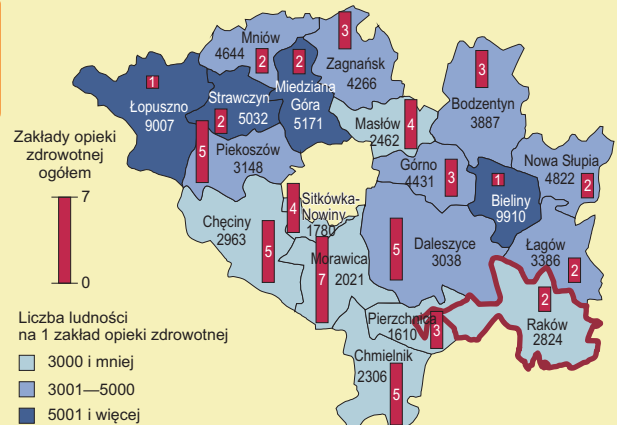 Mniów
4644
2
3
Zagnańsk
4266
2
Miedziana
Góra
5171
1
Łopuszno
9007
Strawczyn
2
5032
3
Bodzentyn
3887
Masłów
4
2462
Zakłady opieki
zdrowotnej
ogółem
7
0
5
Piekoszów
3148
Górno
4431
3
1
Bieliny
9910
Nowa Słupia
4822
2
Chęciny
2963
5
4
Sitkówka-
Nowiny
1780
Morawica
7
2021
5
Daleszyce
3038
Łagów
3386
2
Pierzchnica
1610
3
2
Raków
2824
Chmielnik
2306
5
Liczba ludności
na 1 zakład opieki zdrowotnej
3000 i mniej
3001—5000
5001 i więcej